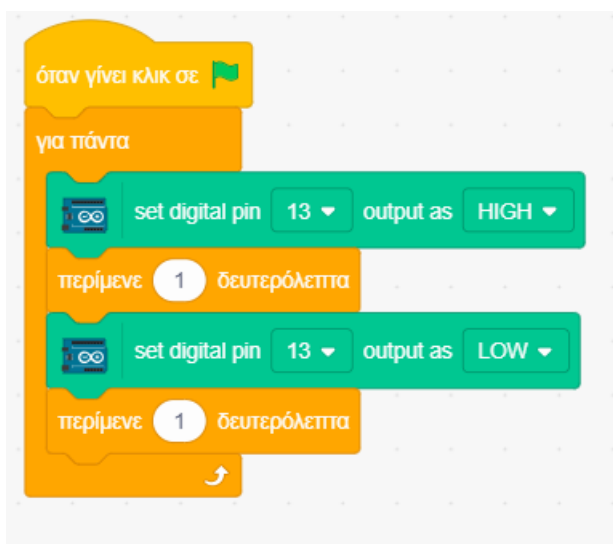 όταν γίνει κλικ σε
για πάντα
set digital pin 13 output as HIGH
περίμενε 1 δευτερόλεπτα
set digital pin 13 output as LOW
περίμενε 1 δευτερόλεπτα